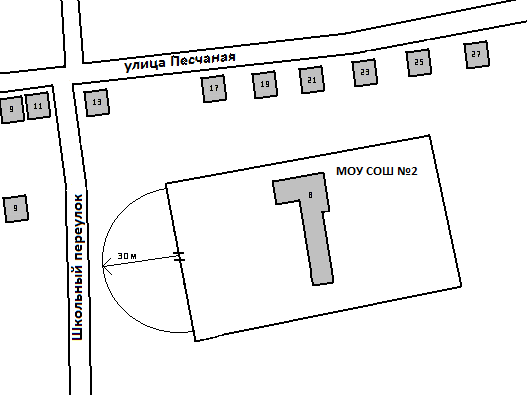 улица Песчаная
27
25
23
21
19
17
13
11
9
МОУ СОШ №2
8
9
Школьный переулок
30 м